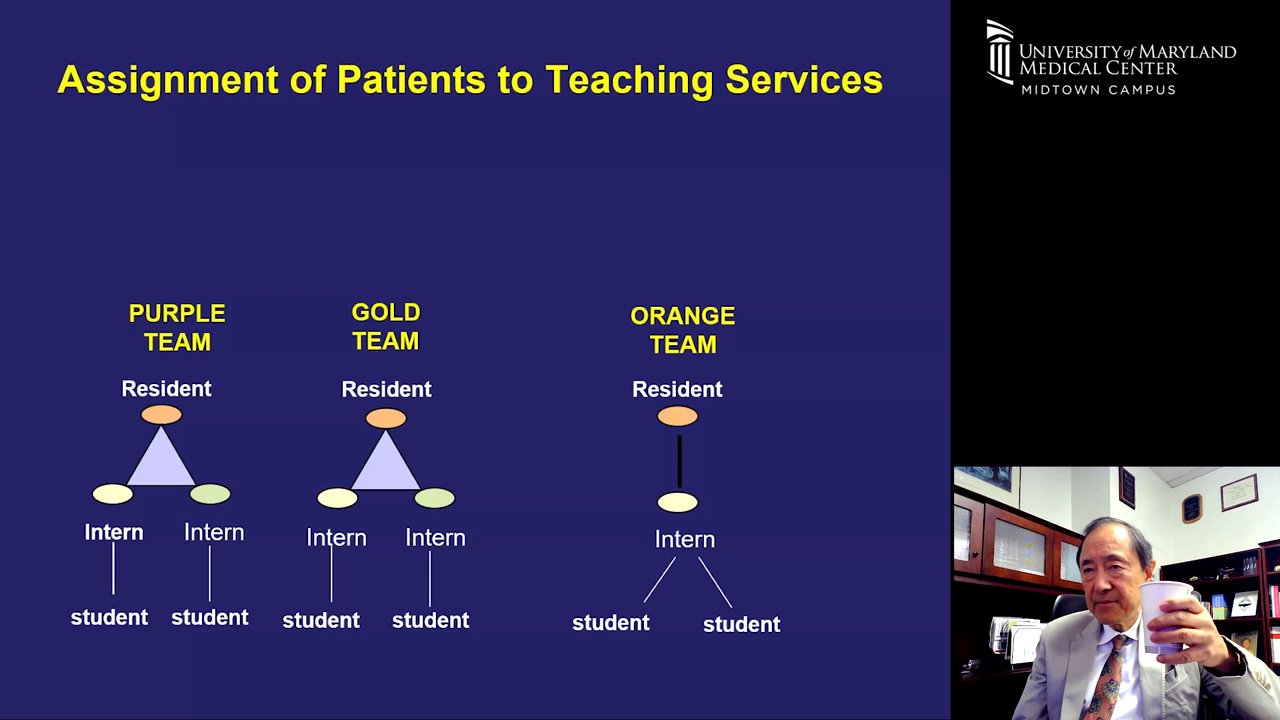 Assignment of Patients to Teaching Services
UNIVERSITY of MARYLAND
MEDICAL CENTER
MIDTOWN CAMPUS
PURPLE
TEAM
GOLD
TEAM
ORANGE
TEAM
Resident
Resident
Resident
Intern
Intern
Intern
Intern
Intern
student
student
student
student
student
student